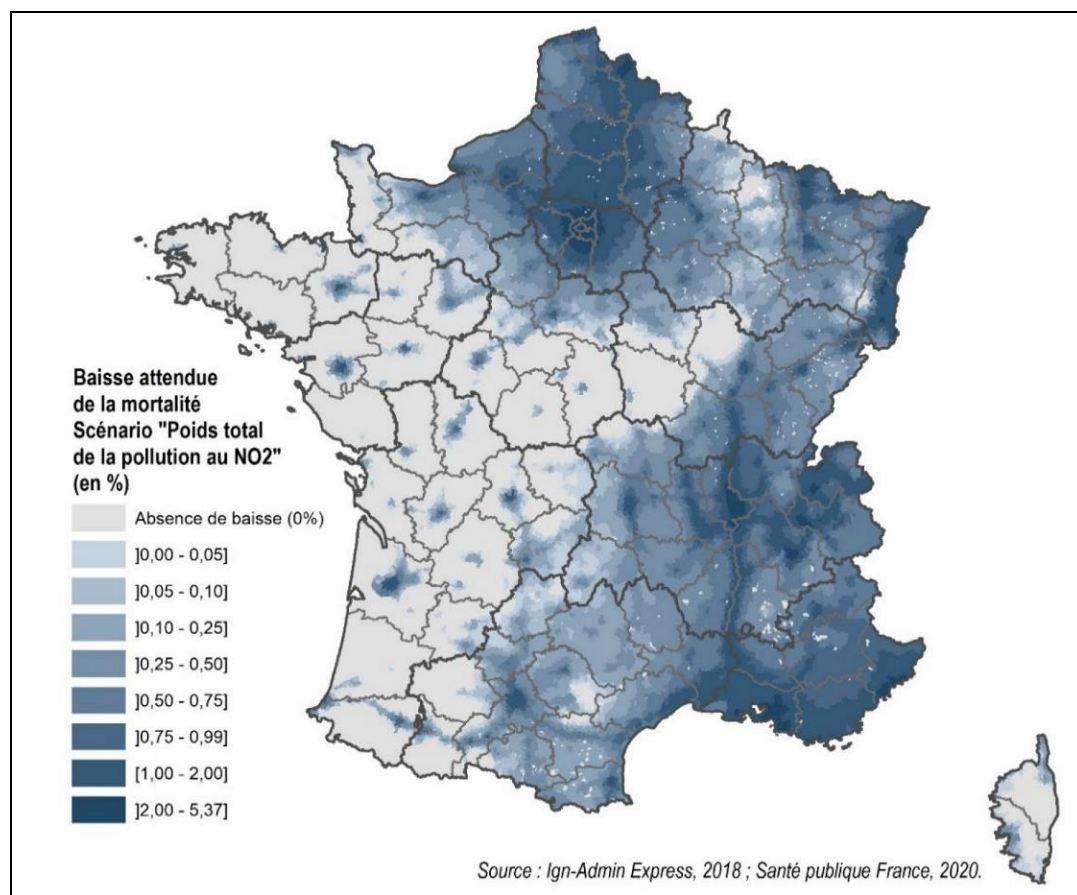 Baisse attendue
de la mortalité
Scénario "Poids total
de la pollution au NO2"
(en %)
Absence de baisse (0%)
]0,00 - 0,05]
]0,05 - 0,10]
]0,10 - 0,25]
]0,25 - 0,50]
]0,50 - 0,75]
]0,75 - 0,99]
[1,00 - 2,00]
]2,00 - 5,37]
Source : Ign-Admin Express, 2018 ; Santé publique France, 2020.